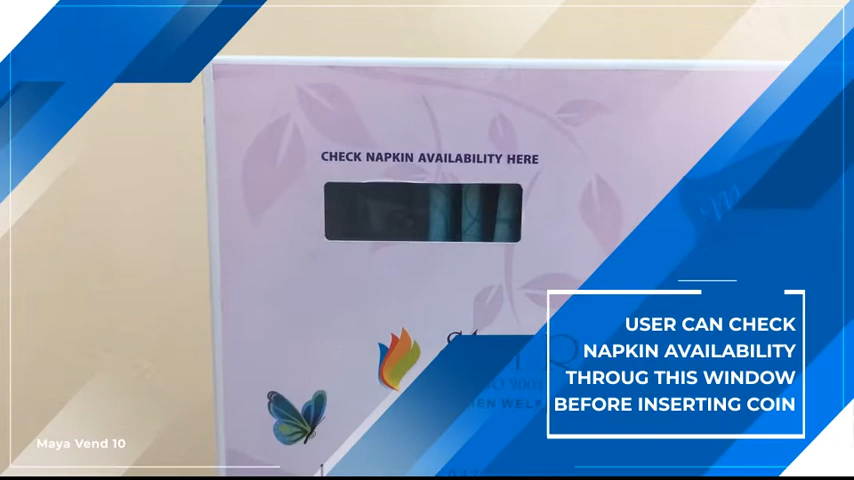 CHECK NAPKIN AVAILABILITY HERE
USER CAN CHECK
NAPKIN AVAILABILITY
THROUG THIS WINDOW
BEFORE INSERTING COIN
Maya Vend 10